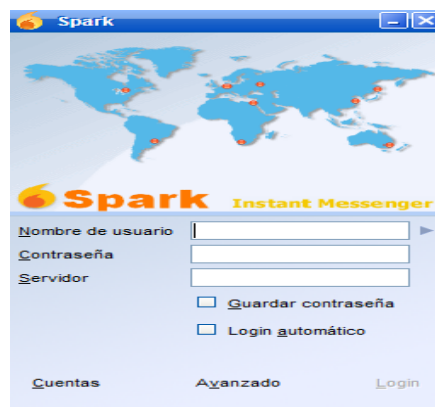 Spark
Spark Instant Messenger
Nombre de usuario
Contraseña
Servidor
Guardar contraseña
Login automático
Cuentas Avanzado Login